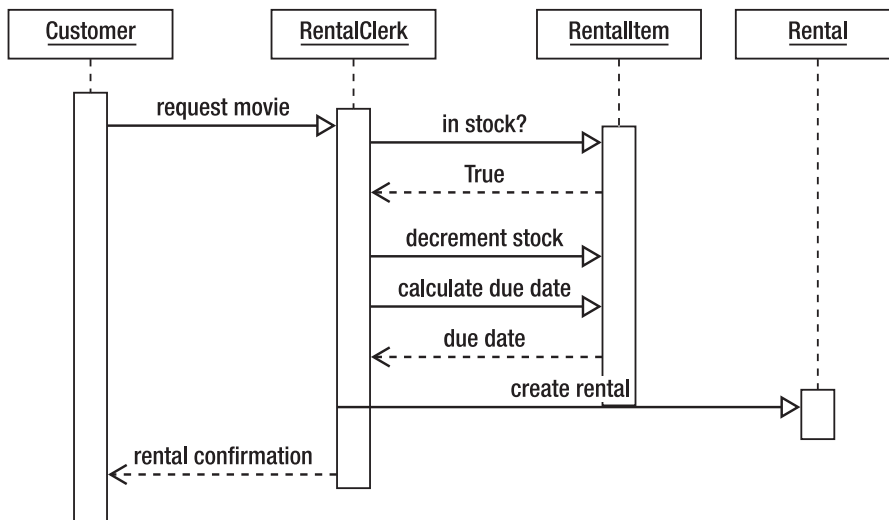 Customer
RentalClerk
RentalItem
Rental
request movie
in stock?
True
decrement stock
calculate due date
due date
create rental
rental confirmation